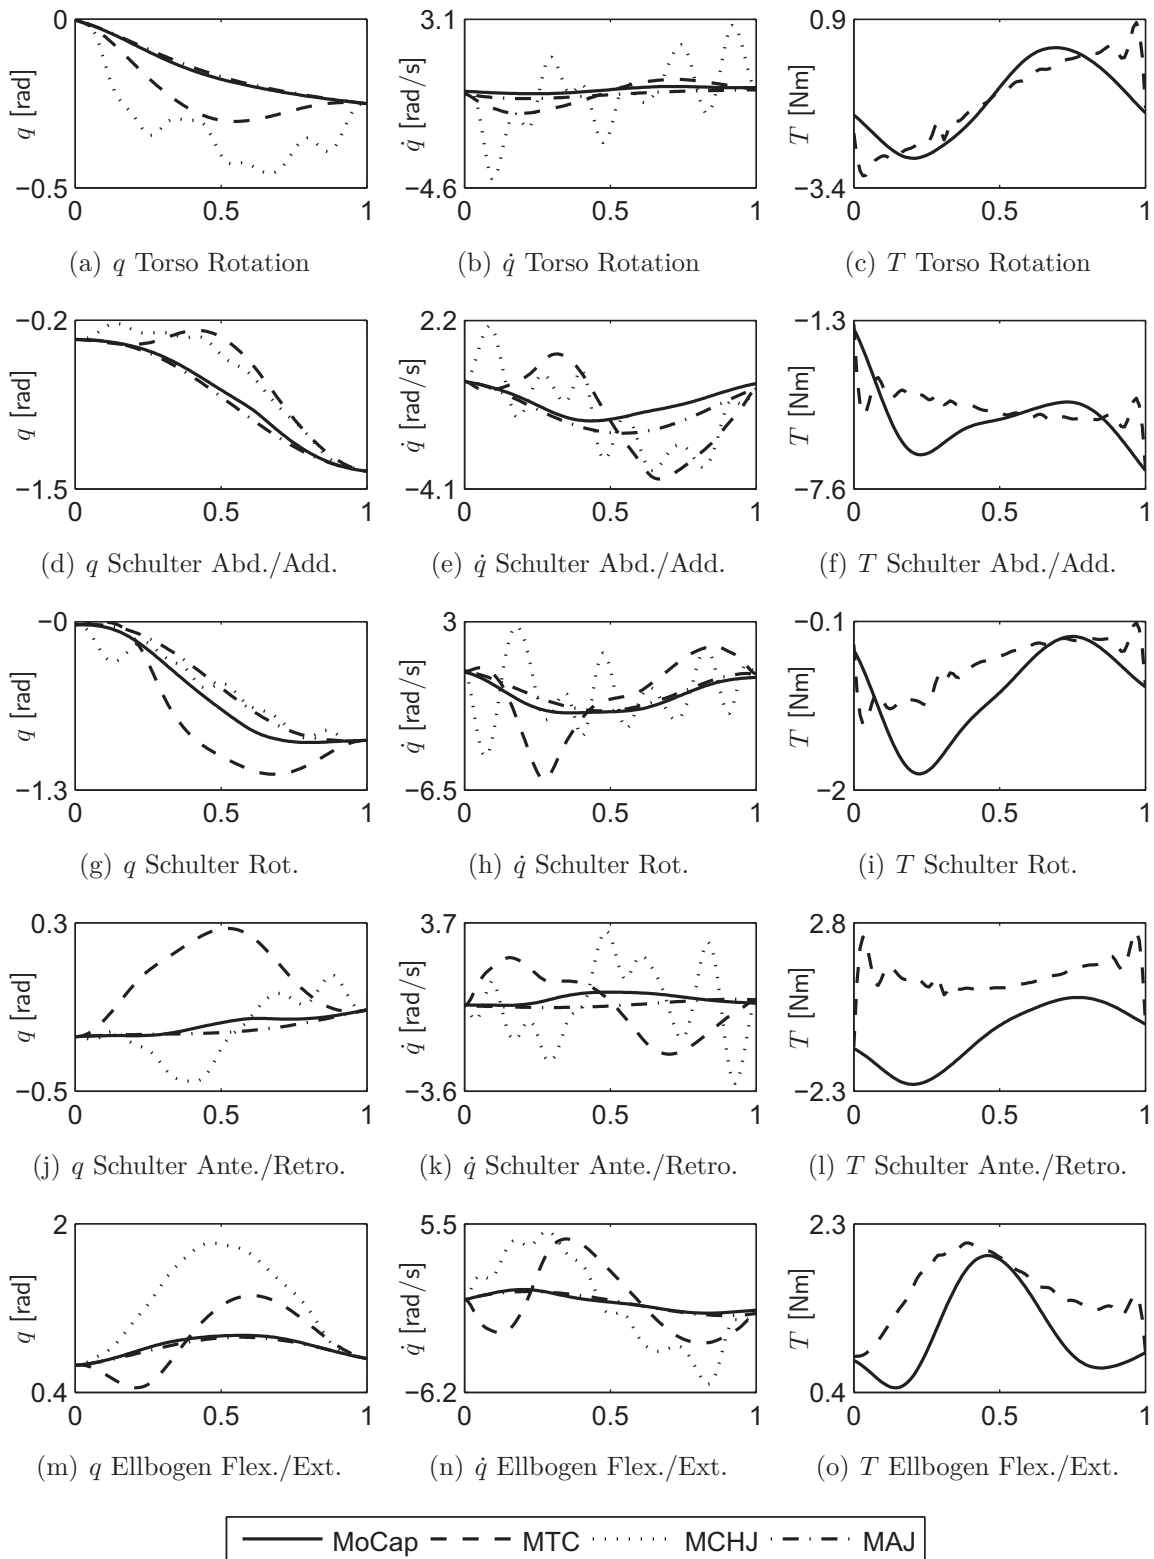 0
q [rad]
−0.5
0 0.5 1
(a) q Torso Rotation
3.1
q̇ [rad/s]
−4.6
0 0.5 1
(b) q̇ Torso Rotation
0.9
T [Nm]
−3.4
0 0.5 1
(c) T Torso Rotation
−0.2
q [rad]
−1.5
0 0.5 1
(d) q Schulter Abd./Add.
2.2
q̇ [rad/s]
−4.1
0 0.5 1
(e) q̇ Schulter Abd./Add.
−1.3
T [Nm]
−7.6
0 0.5 1
(f) T Schulter Abd./Add.
−0
q [rad]
−1.3
0 0.5 1
(g) q Schulter Rot.
3
q̇ [rad/s]
−6.5
0 0.5 1
(h) q̇ Schulter Rot.
−0.1
T [Nm]
−2
0 0.5 1
(i) T Schulter Rot.
0.3
q [rad]
−0.5
0 0.5 1
(j) q Schulter Ante./Retro.
3.7
q̇ [rad/s]
−3.6
0 0.5 1
(k) q̇ Schulter Ante./Retro.
2.8
T [Nm]
−2.3
0 0.5 1
(l) T Schulter Ante./Retro.
2
q [rad]
0.4
0 0.5 1
(m) q Ellbogen Flex./Ext.
5.5
q̇ [rad/s]
−6.2
0 0.5 1
(n) q̇ Ellbogen Flex./Ext.
2.3
T [Nm]
0.4
0 0.5 1
(o) T Ellbogen Flex./Ext.
MoCap MTC MCHJ MAJ